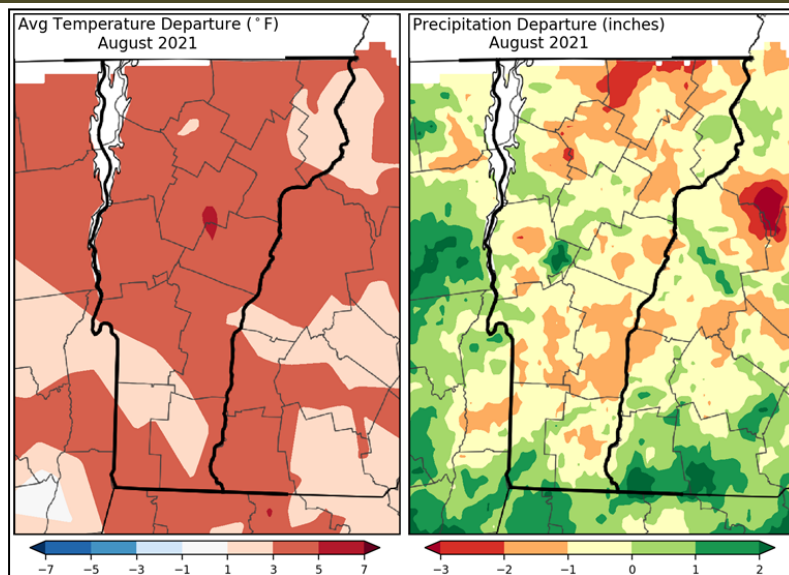 Avg Temperature Departure (°F)
August 2021
Precipitation Departure (inches)
August 2021
−7 −5 −3 −1 1 3 5 7
−3 −2 −1 0 1 2